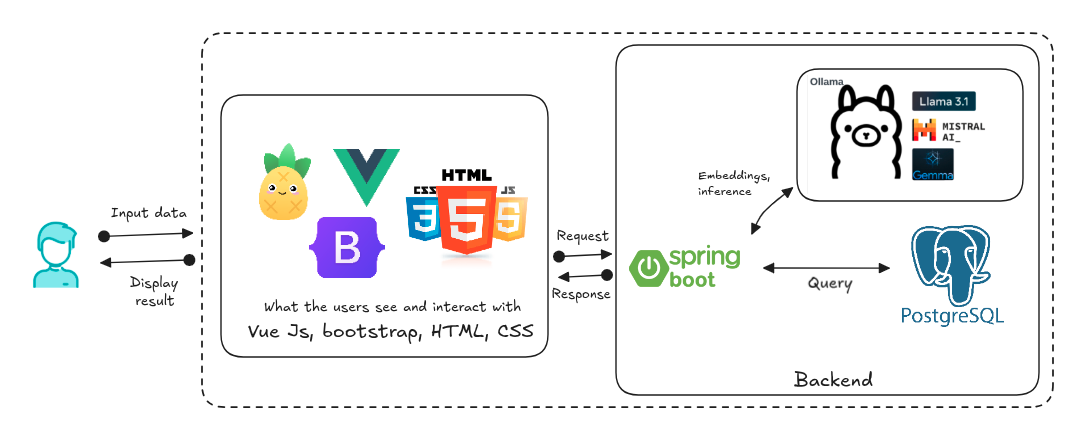 Ollama
Llama 3.1
MISTRAL
AI_
Gemma
Embeddings,
inference
HTML
CSS
JS
3
5
5
B
Input data
Display
result
Request
Response
spring
boot
Query
PostgreSQL
What the users see and interact with
Vue Js, bootstrap, HTML, CSS
Backend